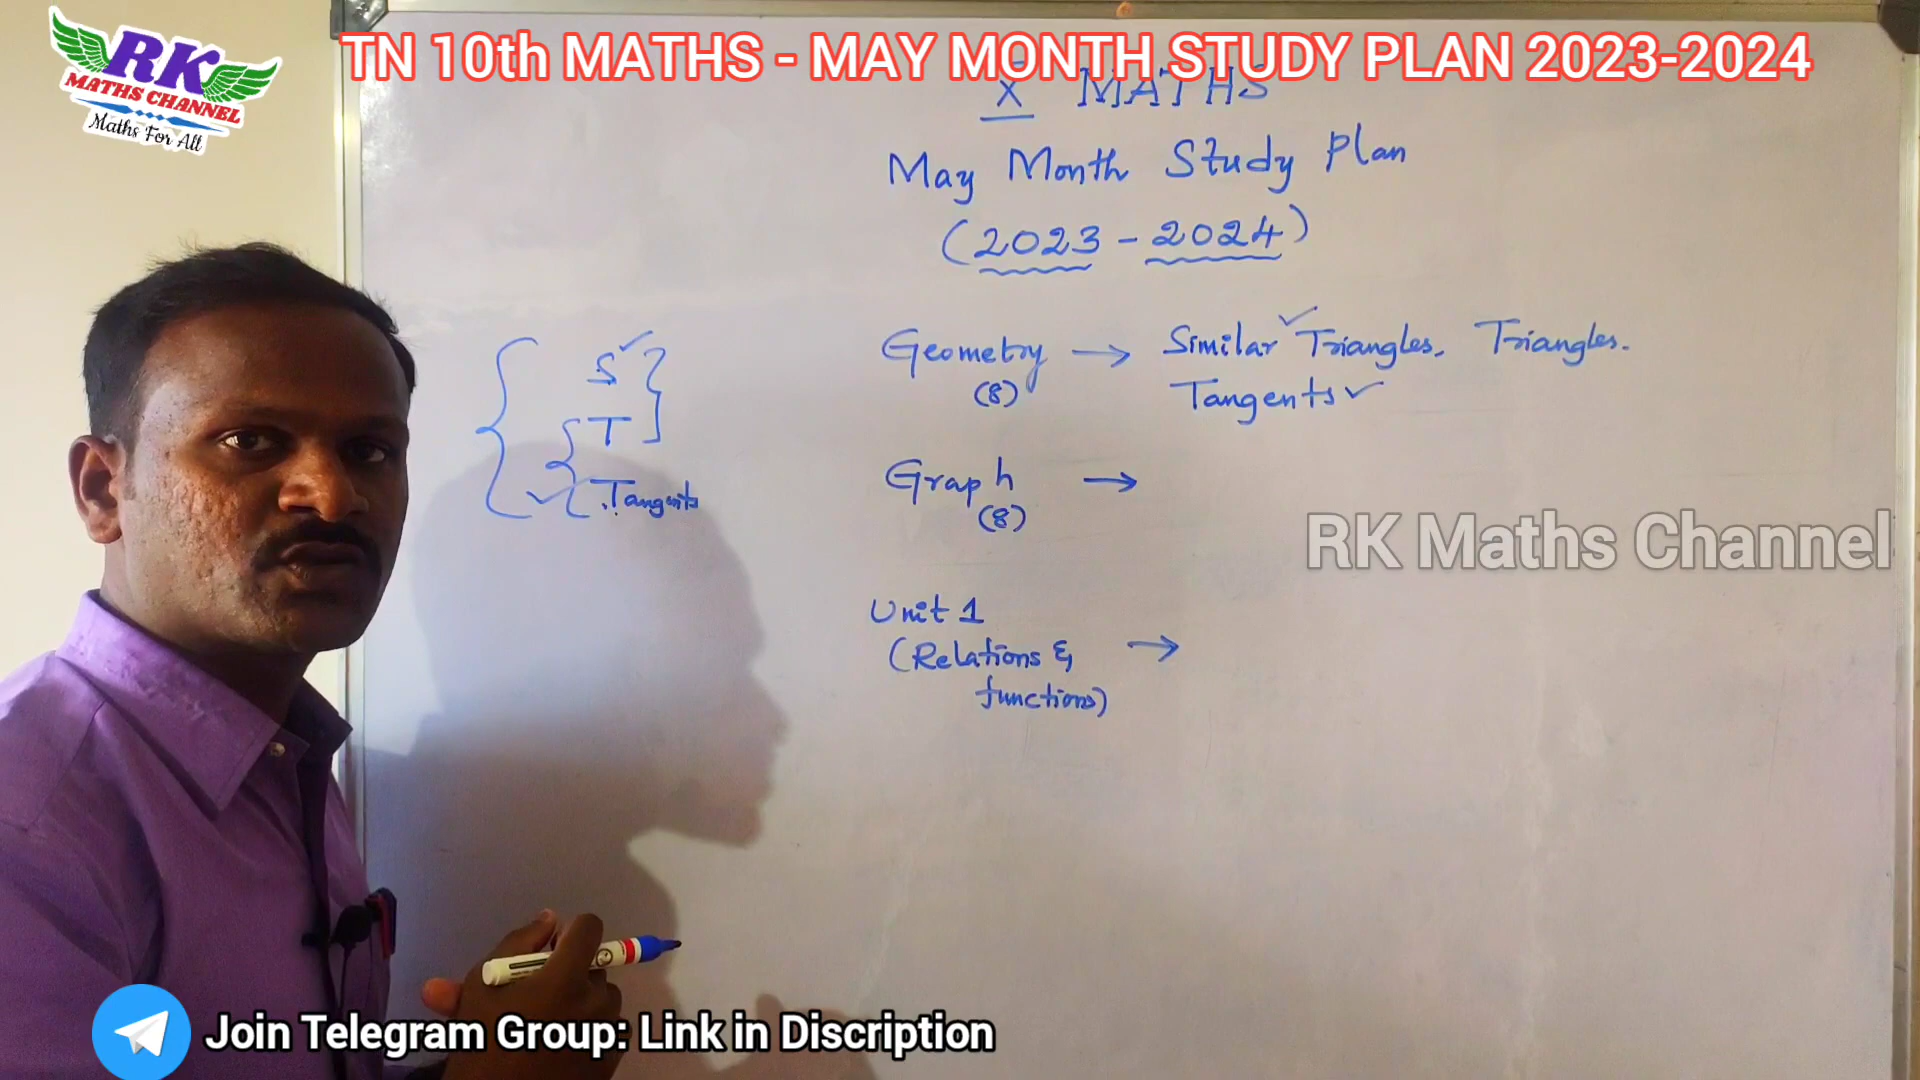 RK
MATHS CHANNEL
Maths For All
TN 10th MATHS - MAY MONTH STUDY PLAN 2023-2024
X MATHS
May Month Study Plan
(2023 - 2024)
S
T
Tangents
Geometry → Similar Triangles, Triangles.
(8) Tangents
Graph →
(8)
RK Maths Channel
Unit 1
(Relations & →
functions)
Join Telegram Group: Link in Discription